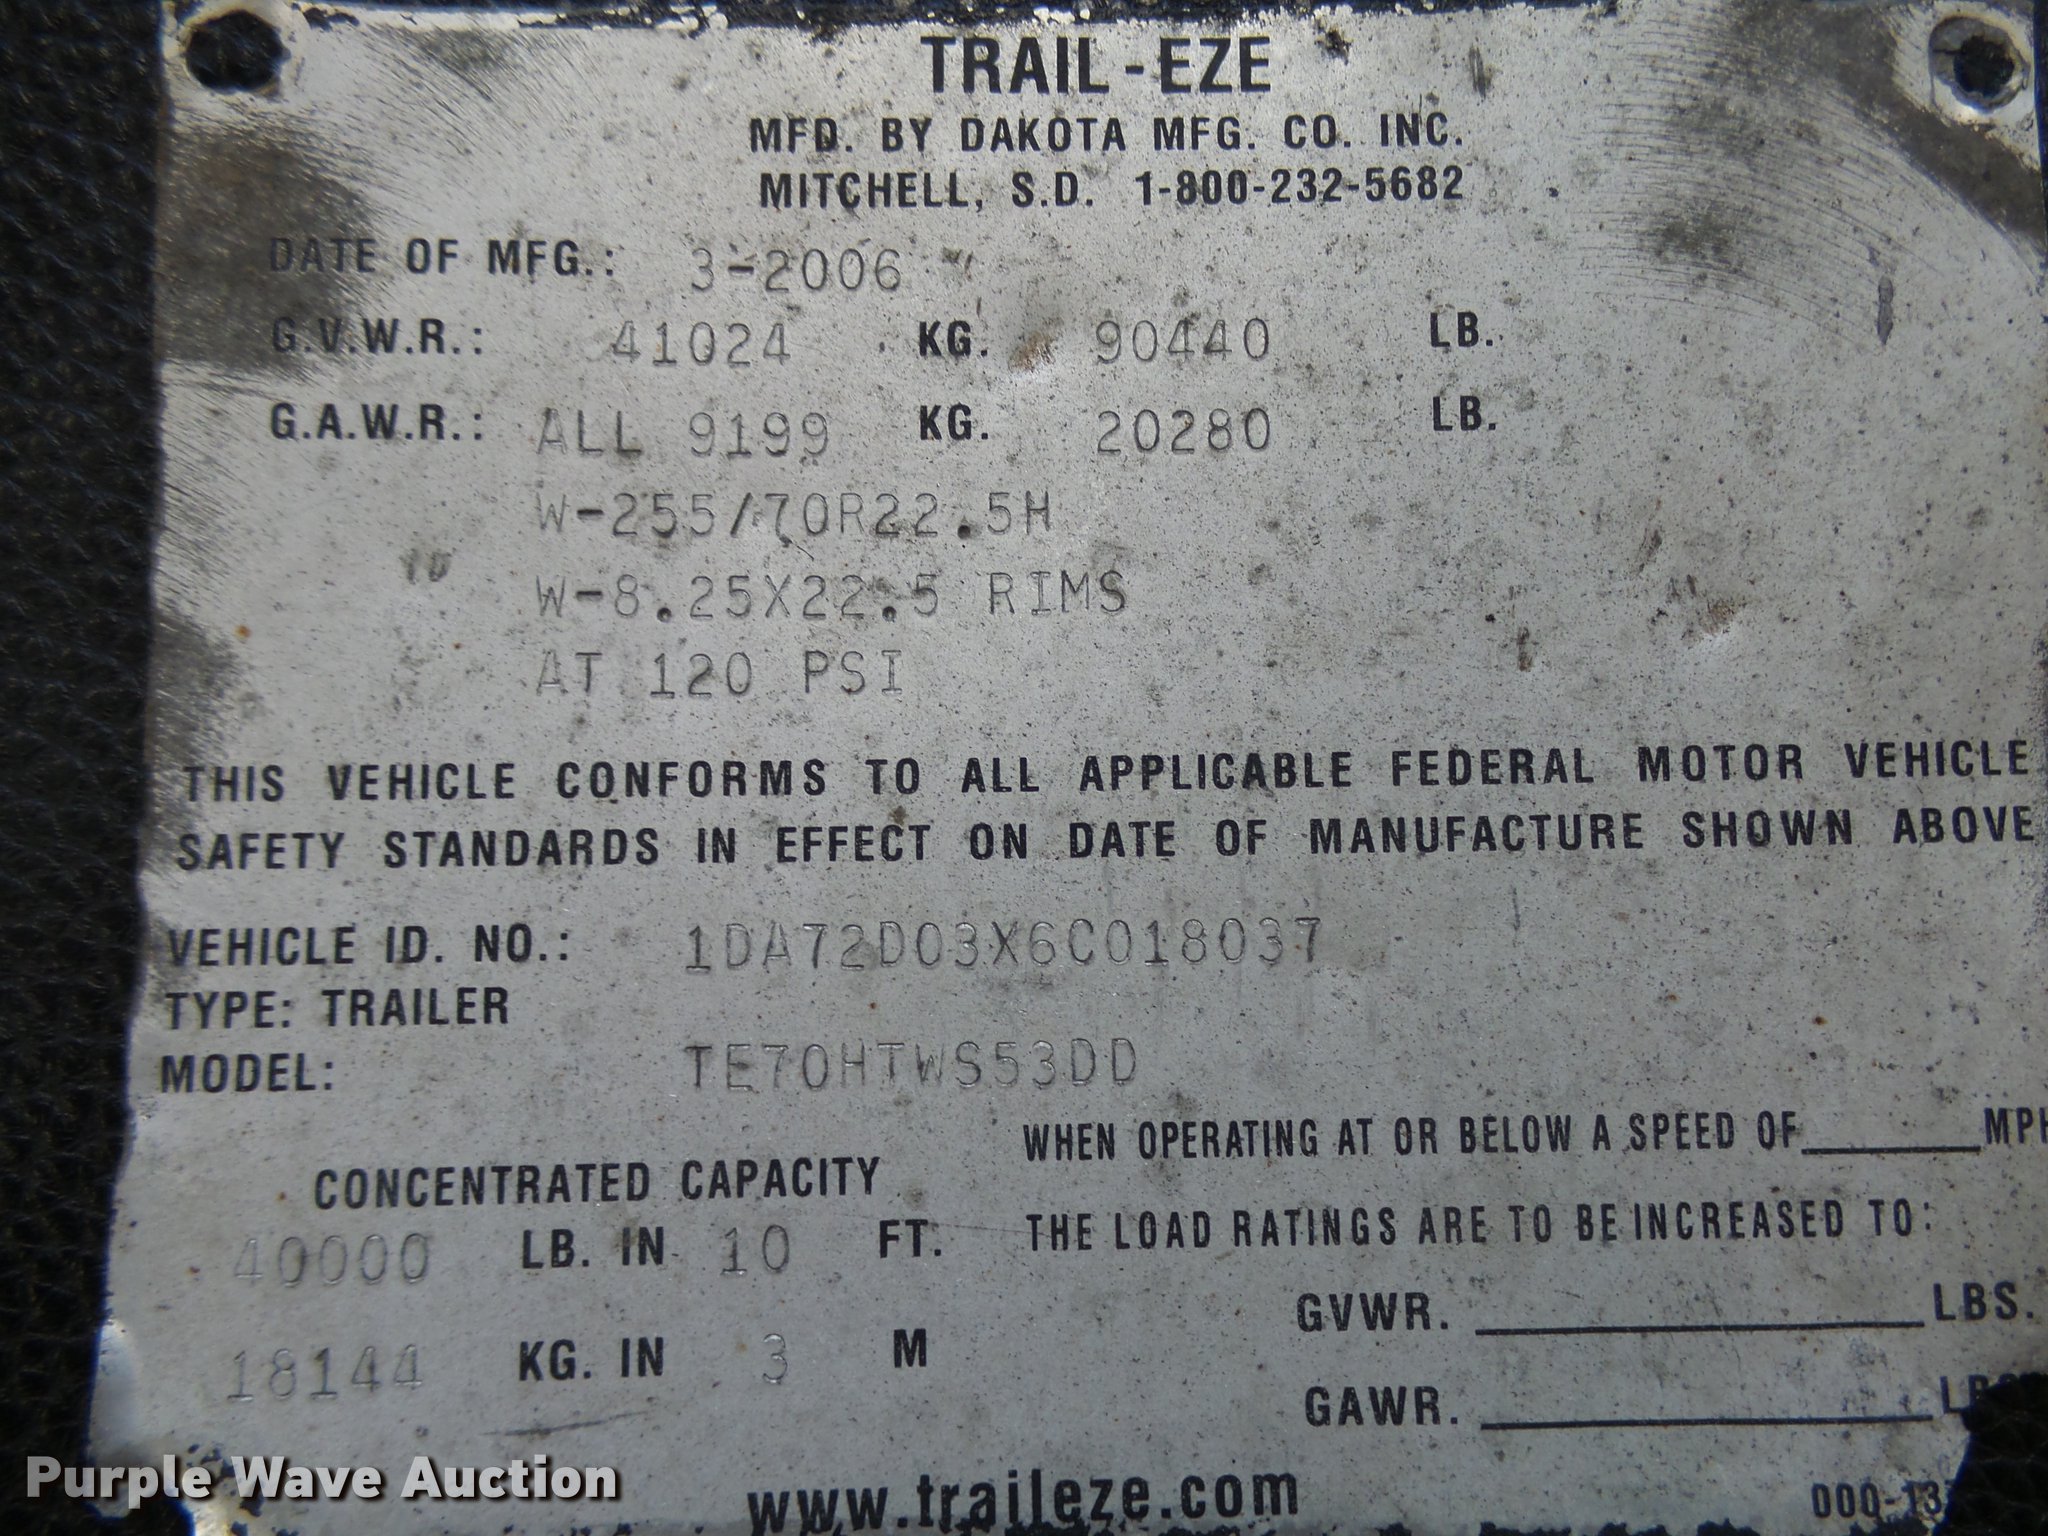 TRAIL-EZE
MFD. BY DAKOTA MFG. CO. INC.
MITCHELL, S.D. 1-800-232-5682
DATE OF MFG.: 3-2006
G.V.W.R.: 41024 KG. 90440 LB.
G.A.W.R.: ALL 9199 KG. 20280 LB.
W-255/70R22.5H
W-8.25X22.5 RIMS
AT 120 PSI
THIS VEHICLE CONFORMS TO ALL APPLICABLE FEDERAL MOTOR VEHICLE
SAFETY STANDARDS IN EFFECT ON DATE OF MANUFACTURE SHOWN ABOVE
VEHICLE ID. NO.: 1DA72D03X6C018037
TYPE: TRAILER
MODEL: TE70HTWS53DD
WHEN OPERATING AT OR BELOW A SPEED OF MPH
CONCENTRATED CAPACITY
THE LOAD RATINGS ARE TO BE INCREASED TO:
40000 LB. IN 10 FT.
GVWR. LBS.
18144 KG. IN 3 M
GAWR.
www.traileze.com
Purple Wave Auction